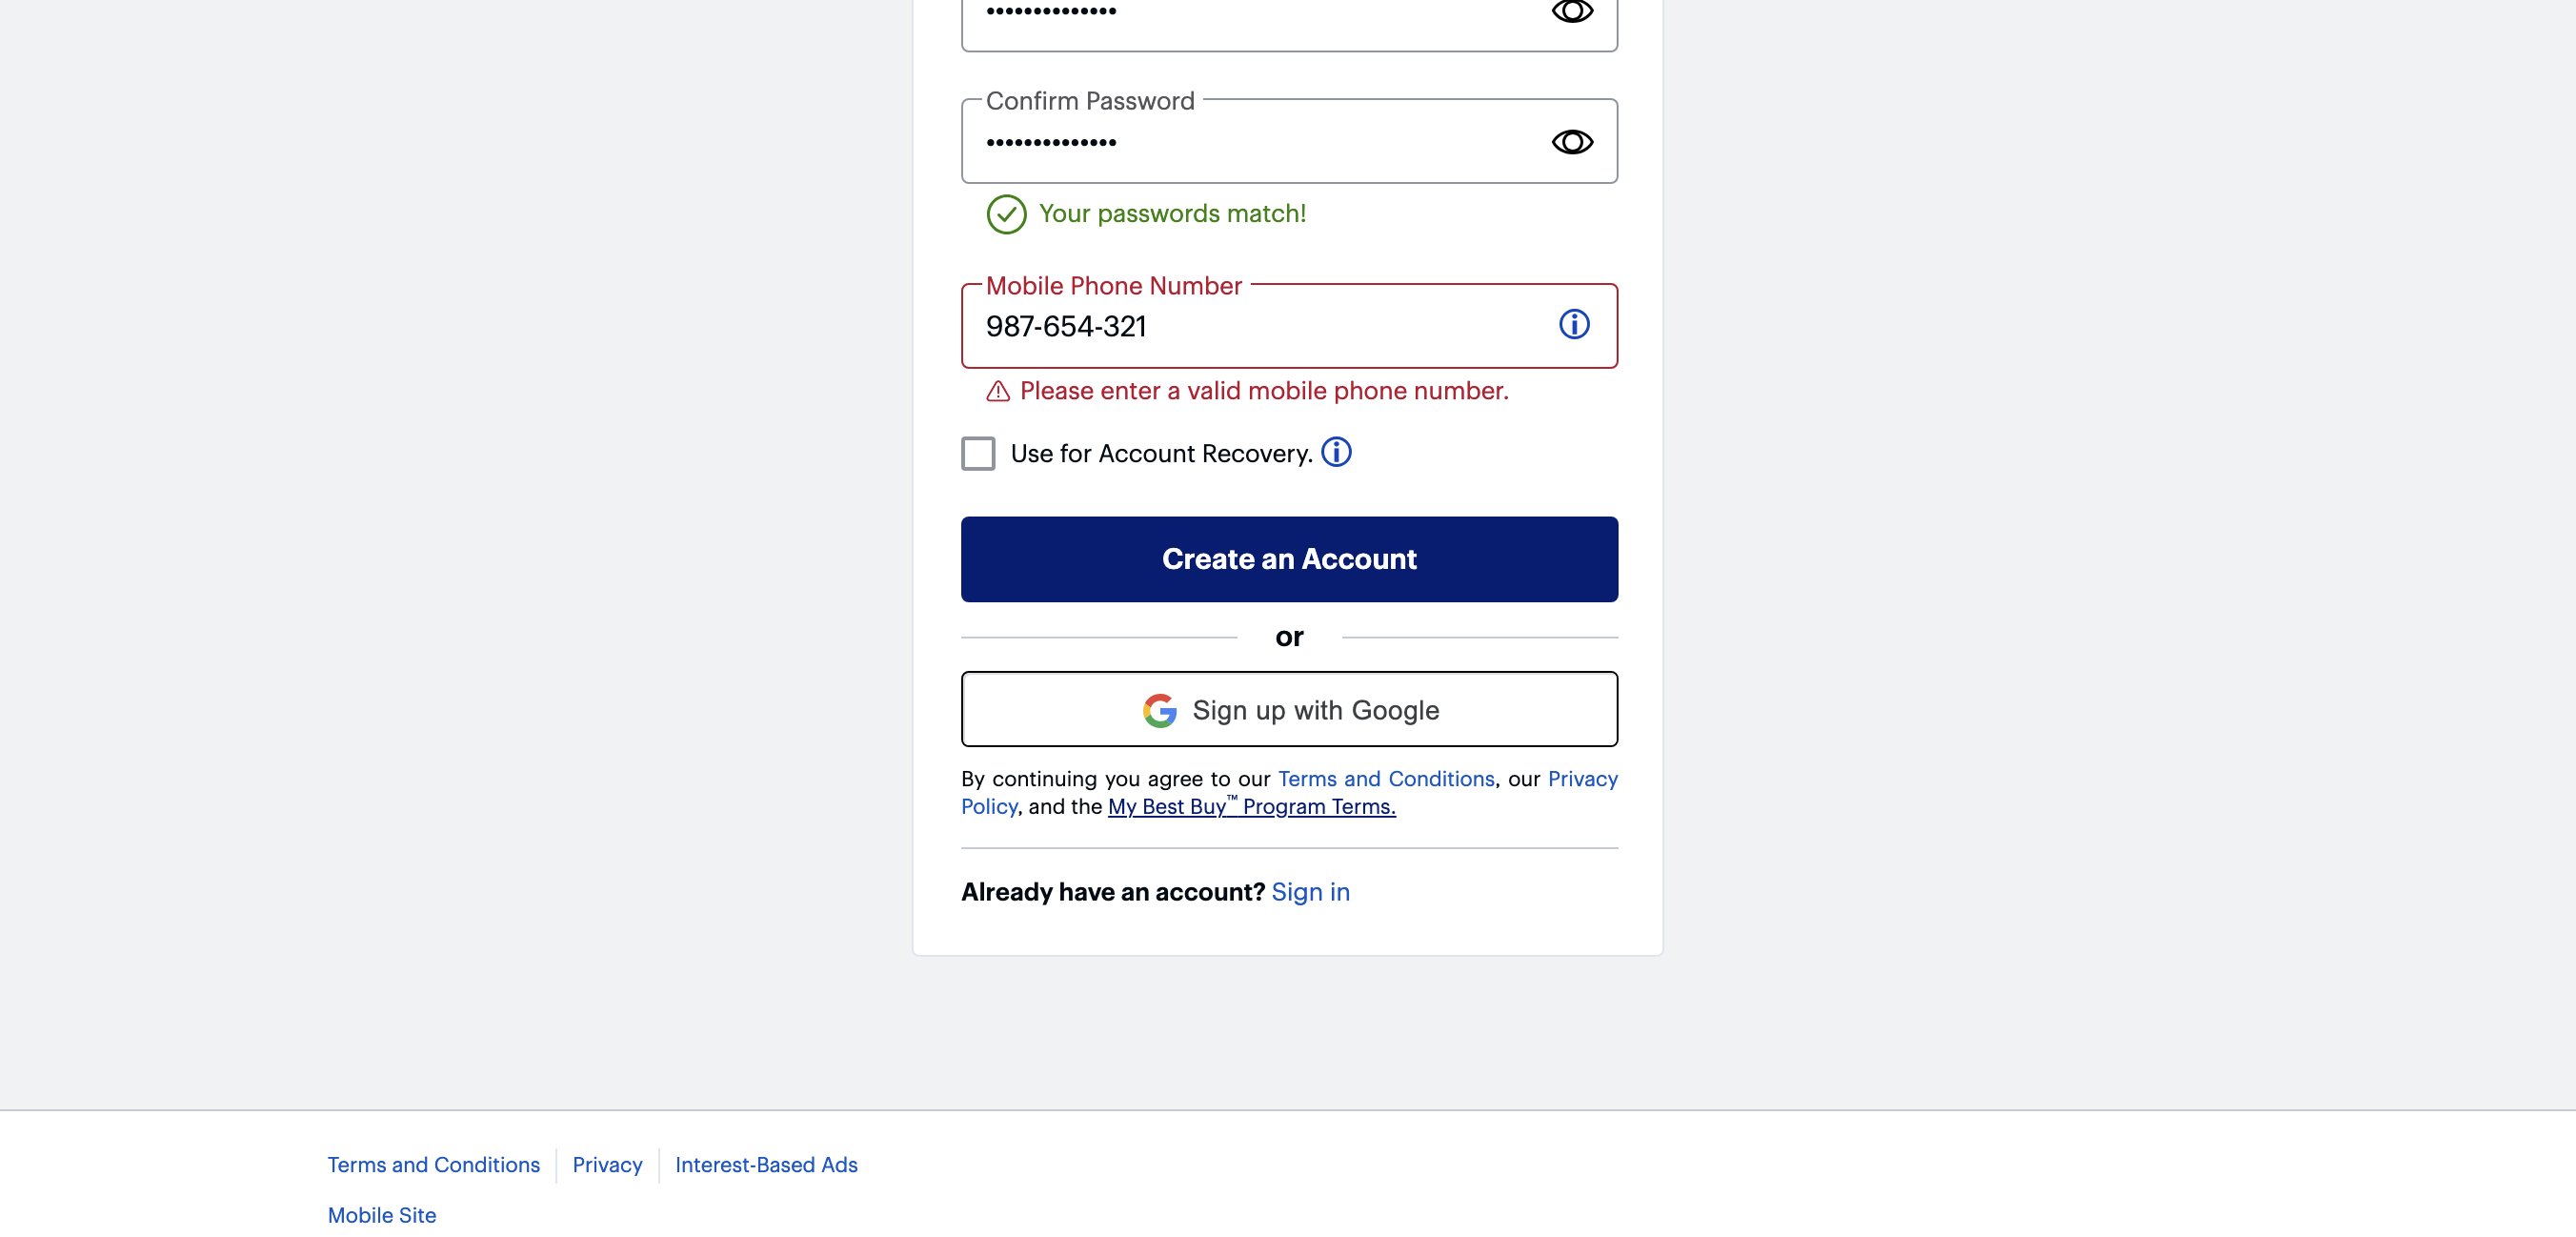 ••••••••••••••
Confirm Password
••••••••••••••
Your passwords match!
Mobile Phone Number
987-654-321
Please enter a valid mobile phone number.
Use for Account Recovery.
Create an Account
or
Sign up with Google
By continuing you agree to our Terms and Conditions, our Privacy
Policy, and the My Best Buy™ Program Terms.
Already have an account? Sign in
Terms and Conditions Privacy Interest-Based Ads
Mobile Site